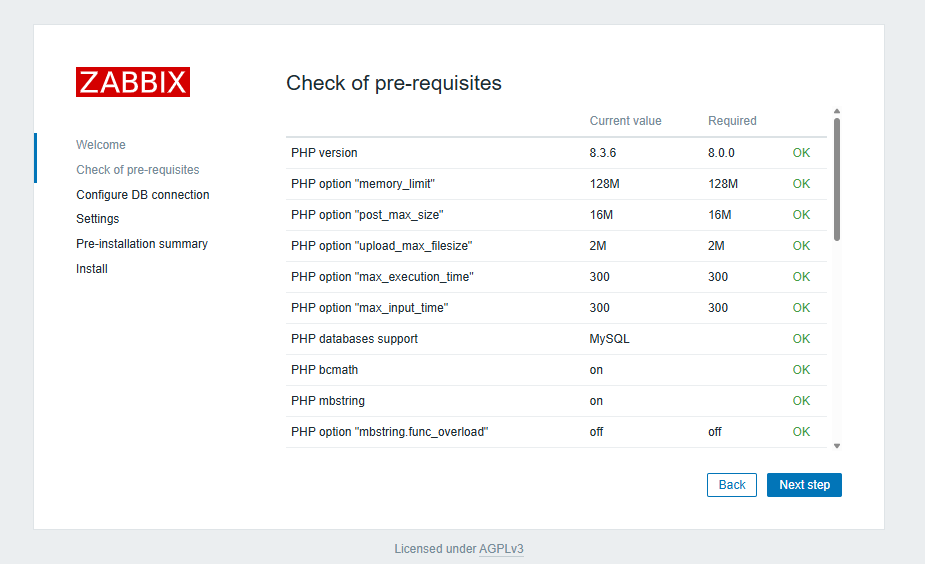 ZABBIX
Welcome
Check of pre-requisites
Configure DB connection
Settings
Pre-installation summary
Install
Check of pre-requisites
Current value Required
PHP version 8.3.6 8.0.0 OK
PHP option "memory_limit" 128M 128M OK
PHP option "post_max_size" 16M 16M OK
PHP option "upload_max_filesize" 2M 2M OK
PHP option "max_execution_time" 300 300 OK
PHP option "max_input_time" 300 300 OK
PHP databases support MySQL OK
PHP bcmath on OK
PHP mbstring on OK
PHP option "mbstring.func_overload" off off OK
Back Next step
Licensed under AGPLv3